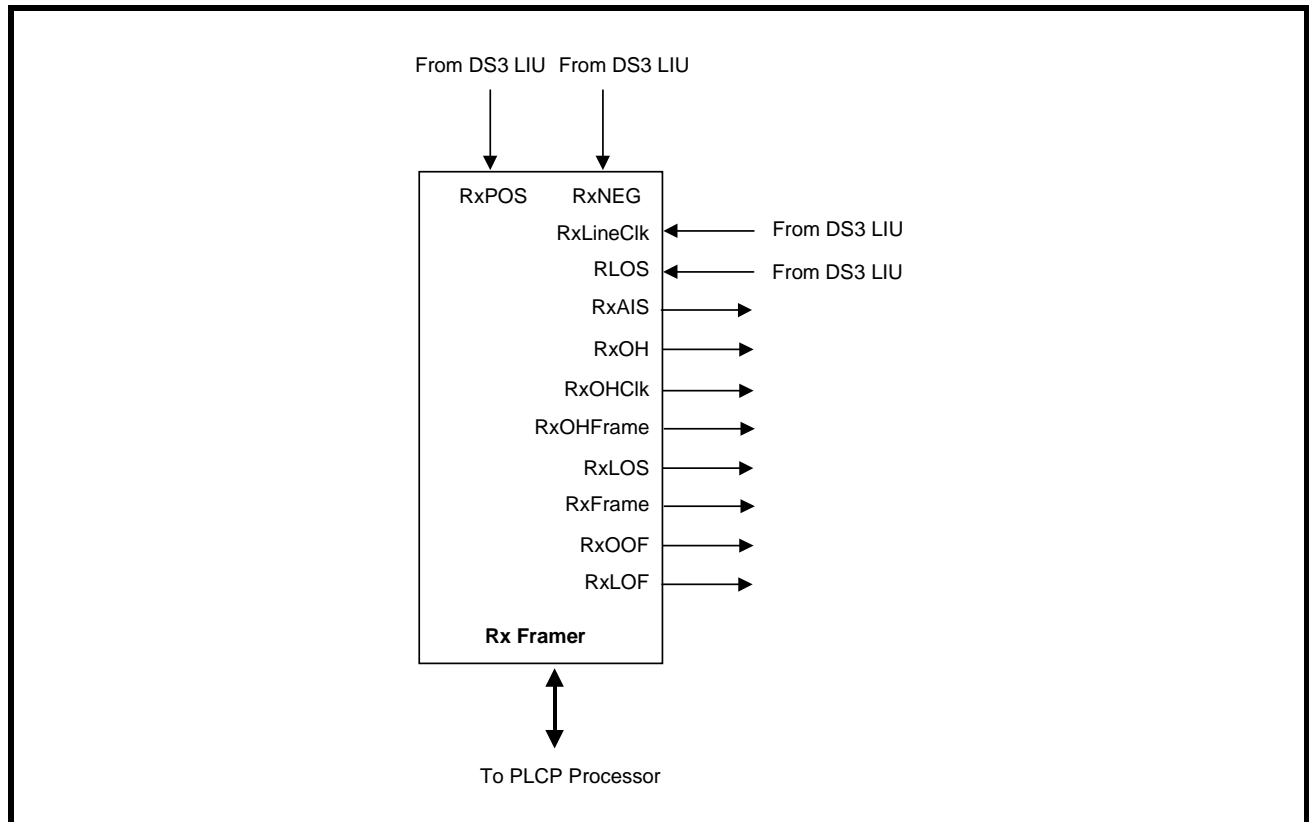 From DS3 LIU From DS3 LIU
RxPOS RxNEG
RxLineClk From DS3 LIU
RLOS From DS3 LIU
RxAIS
RxOH
RxOHClk
RxOHFrame
RxLOS
RxFrame
RxOOF
RxLOF
Rx Framer
To PLCP Processor